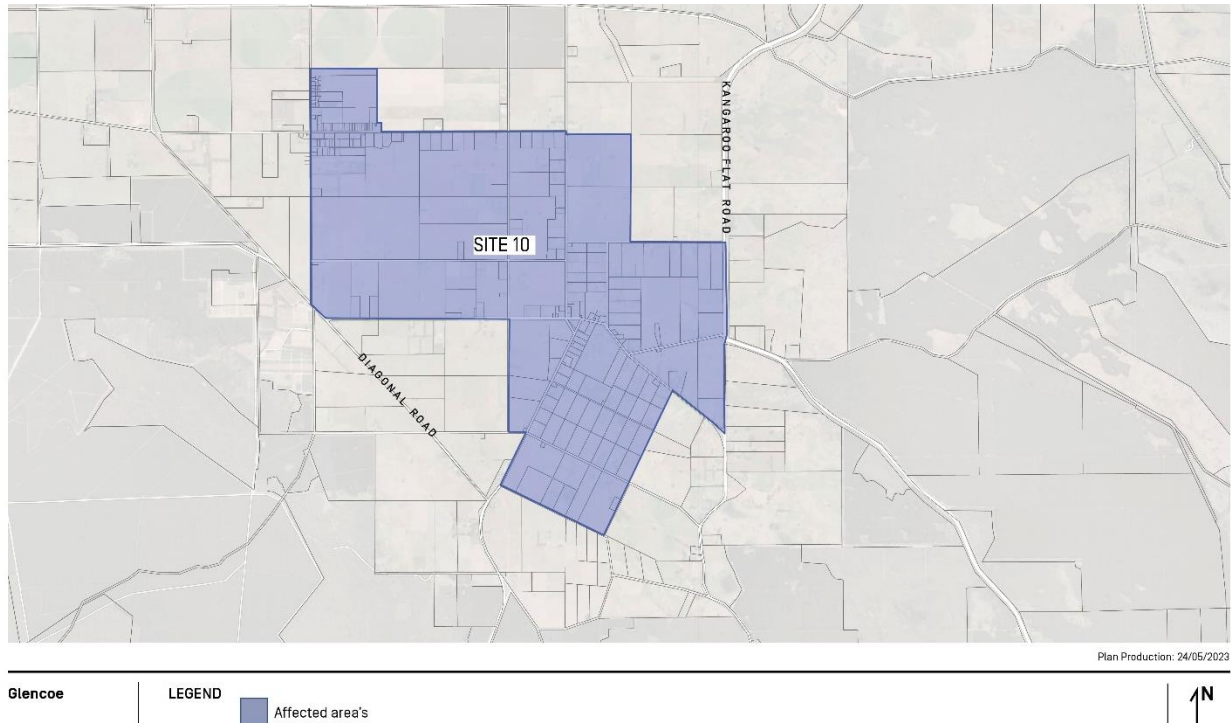 KANGAROO FLAT ROAD
SITE 10
DIAGONAL ROAD
Plan Production: 24/05/2023
Glencoe
LEGEND
Affected area's
N